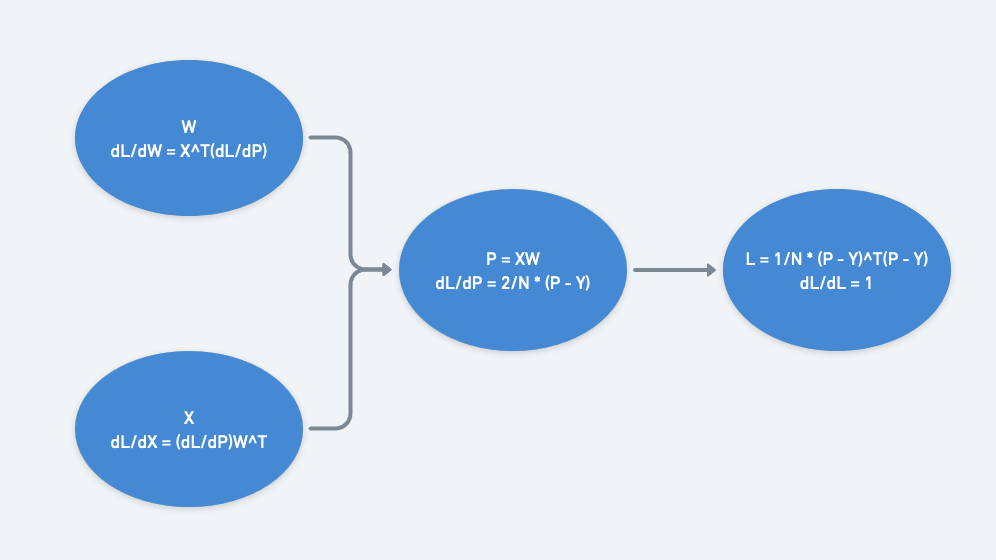 W
dL/dW = X^T(dL/dP)
P = XW
dL/dP = 2/N * (P - Y)
L = 1/N * (P - Y)^T(P - Y)
dL/dL = 1
X
dL/dX = (dL/dP)W^T